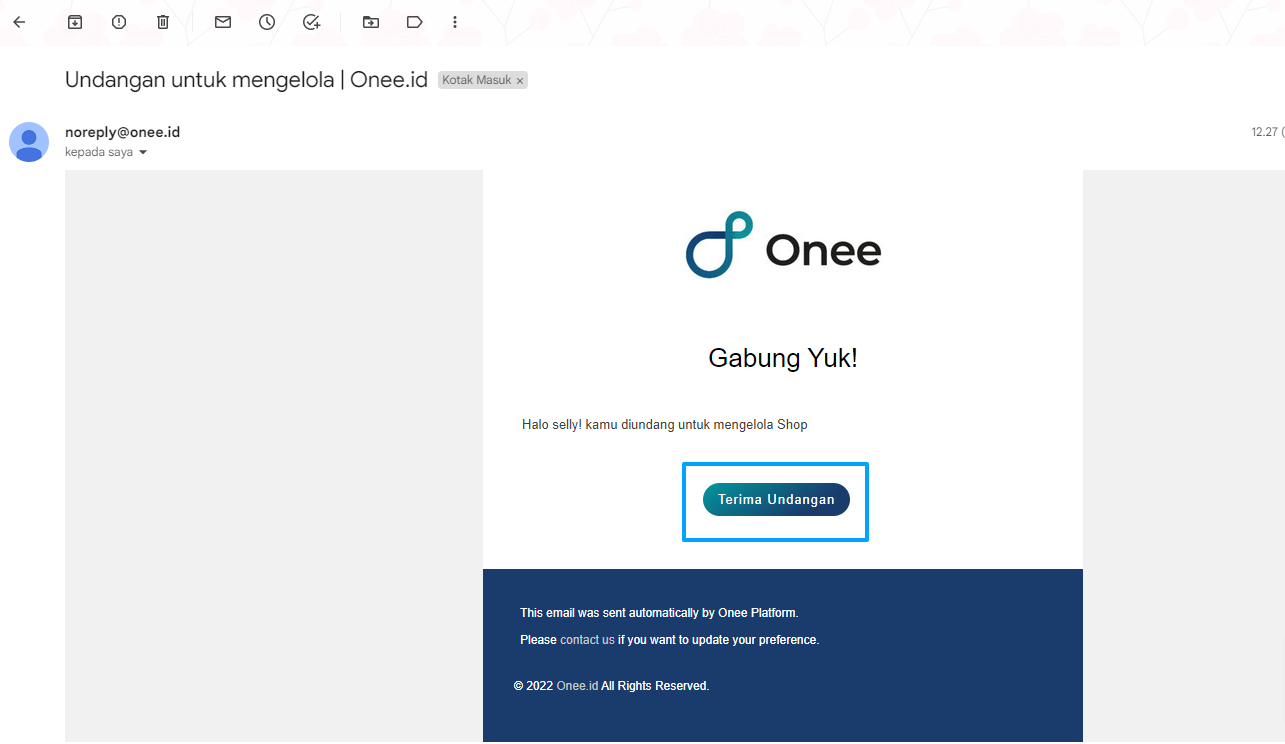 Undangan untuk mengelola | Onee.id Kotak Masuk ×
noreply@onee.id 12.27 (
kepada saya
Onee
Gabung Yuk!
Halo selly! kamu diundang untuk mengelola Shop
Terima Undangan
This email was sent automatically by Onee Platform.
Please contact us if you want to update your preference.
© 2022 Onee.id All Rights Reserved.